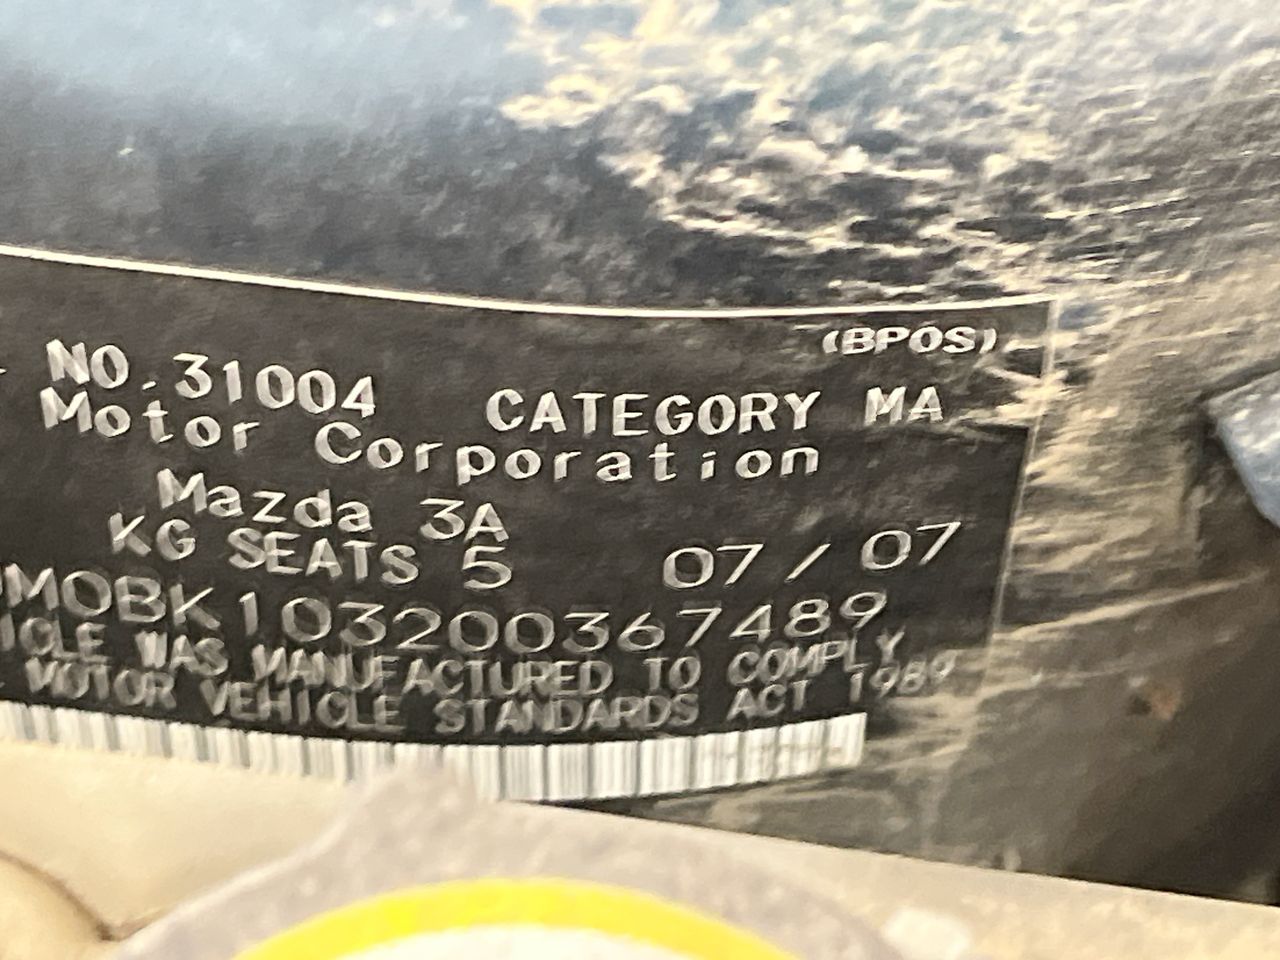 (BPOS)
NO.31004 CATEGORY MA
Motor Corporation
Mazda 3A
KG SEATS 5 07/07
MOBK103200367489
WAS MANUFACTURED TO COMPLY
MOTOR VEHICLE STANDARDS ACT 1989